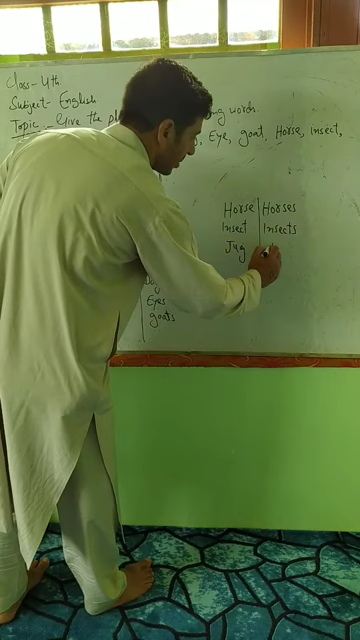 Class - 4th.
Subject - English
Topic :- Give the pl ng words.
, Eye, goat, Horse, insect,
Horse | Horses
Insect | Insects
Jug
Eyes
goats